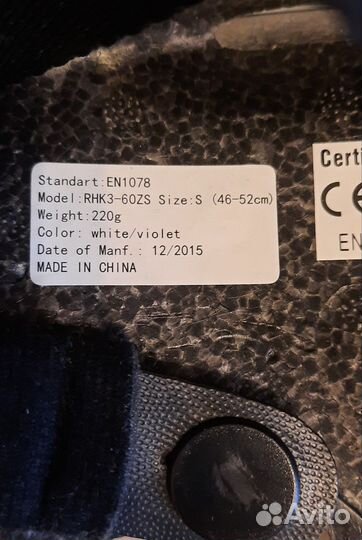 Standart:EN1078
Model:RHK3-60ZS Size:S (46-52cm)
Weight:220g
Color: white/violet
Date of Manf.: 12/2015
MADE IN CHINA
Certi
CE
EN
Avito